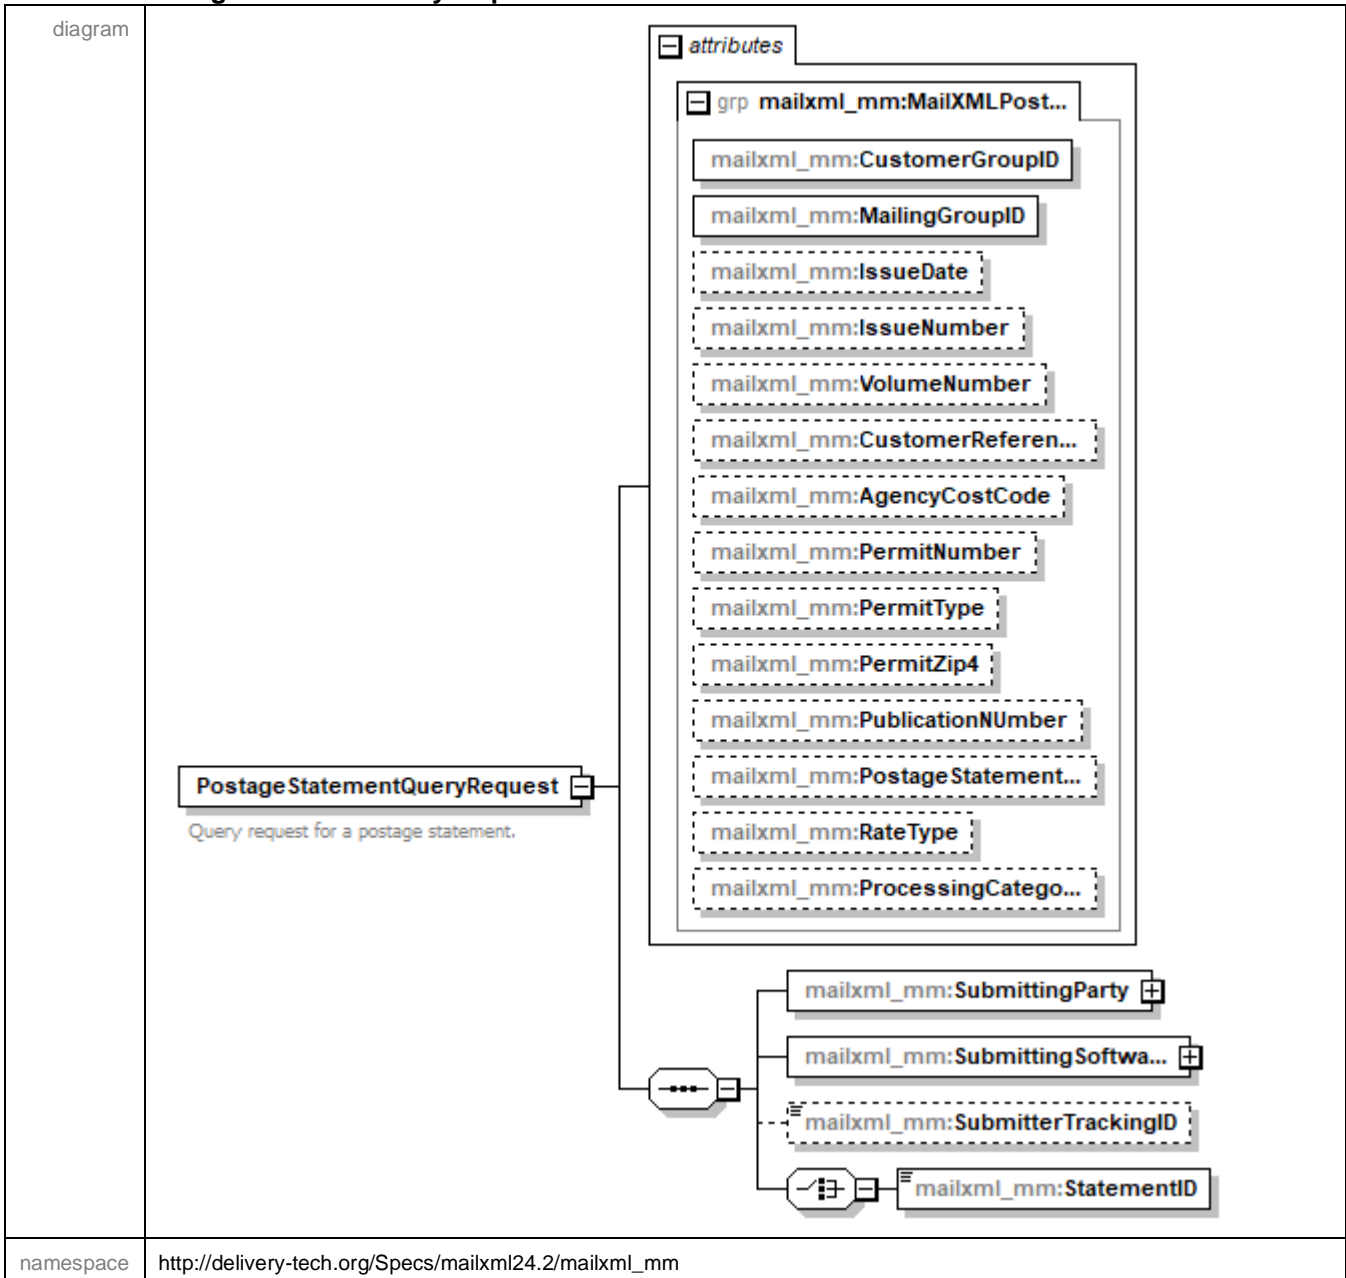 diagram
attributes
grp mailxml_mm:MailXMLPost...
mailxml_mm:CustomerGroupID
mailxml_mm:MailingGroupID
mailxml_mm:IssueDate
mailxml_mm:IssueNumber
mailxml_mm:VolumeNumber
mailxml_mm:CustomerReferen...
mailxml_mm:AgencyCostCode
mailxml_mm:PermitNumber
mailxml_mm:PermitType
mailxml_mm:PermitZip4
mailxml_mm:PublicationNUmber
mailxml_mm:PostageStatement...
mailxml_mm:RateType
mailxml_mm:ProcessingCatego...
PostageStatementQueryRequest
Query request for a postage statement.
mailxml_mm:SubmittingParty
mailxml_mm:SubmittingSoftwa...
mailxml_mm:SubmitterTrackingID
mailxml_mm:StatementID
namespace http://delivery-tech.org/Specs/mailxml24.2/mailxml_mm